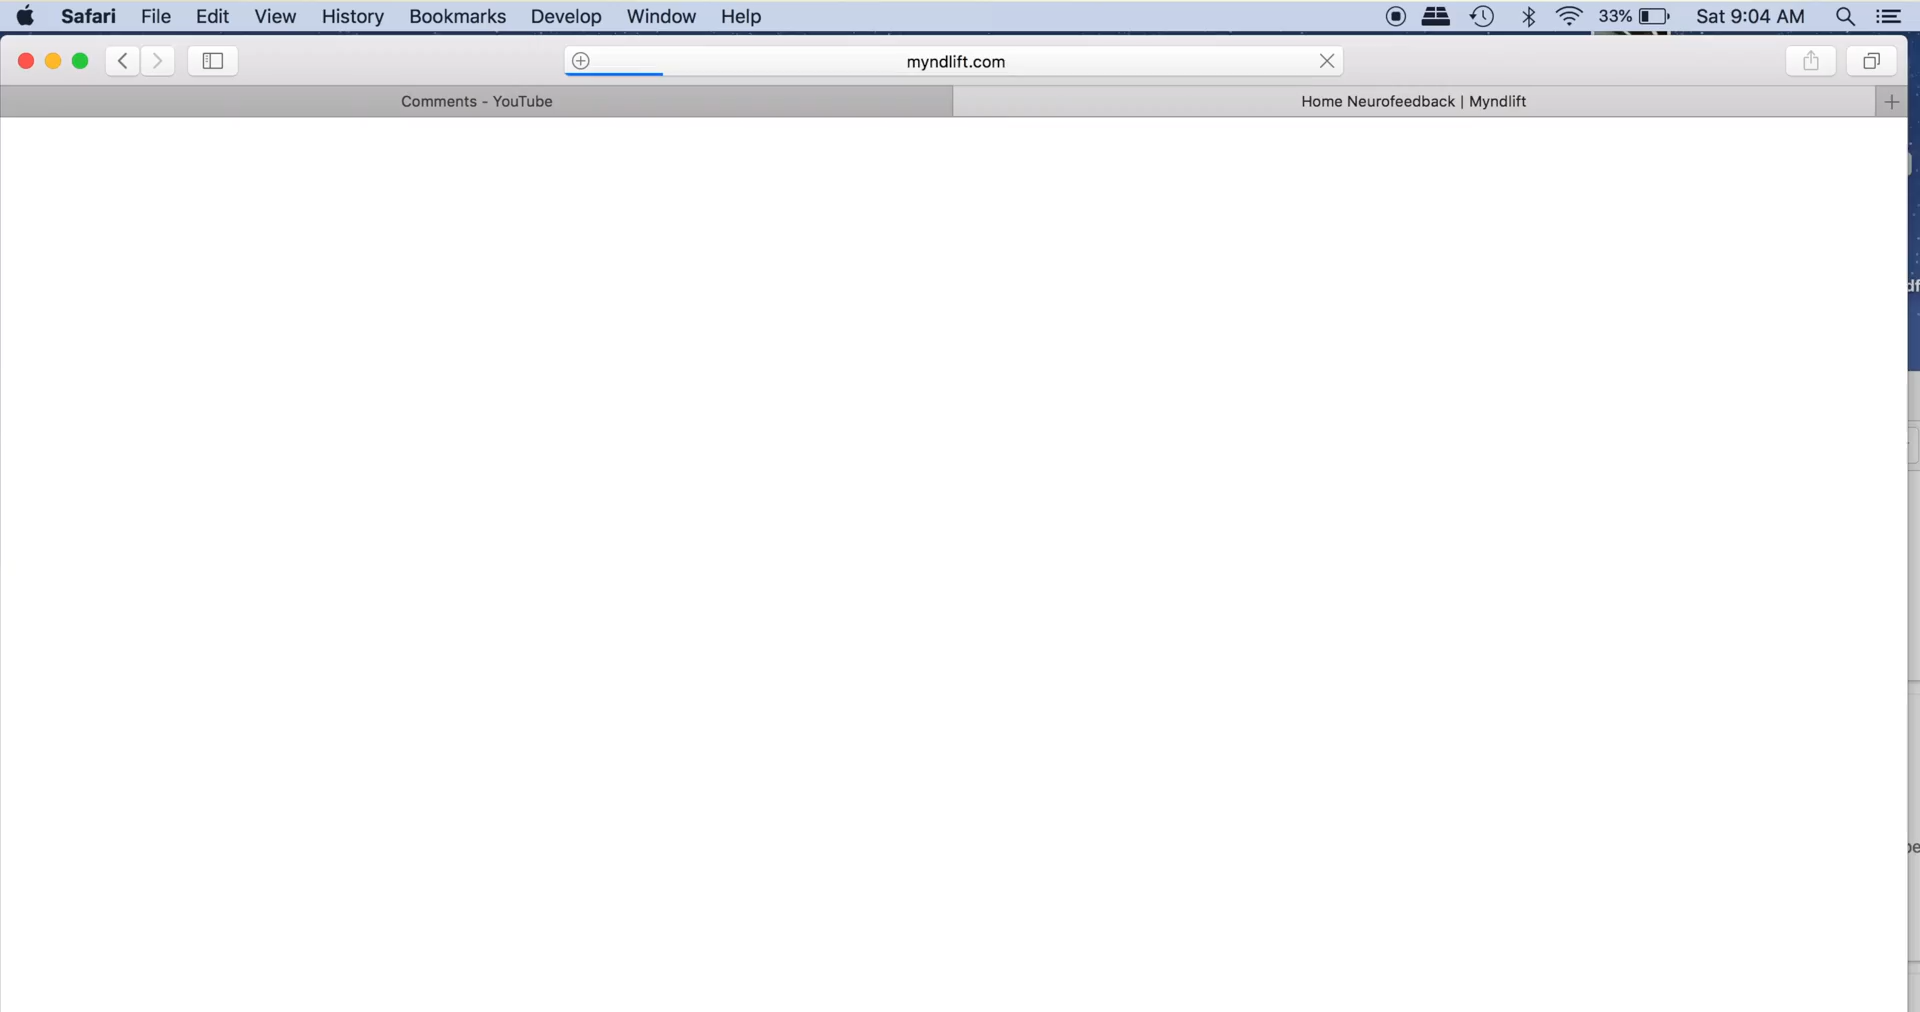 Safari File Edit View History Bookmarks Develop Window Help 33% Sat 9:04 AM
myndlift.com
Comments - YouTube Home Neurofeedback | Myndlift